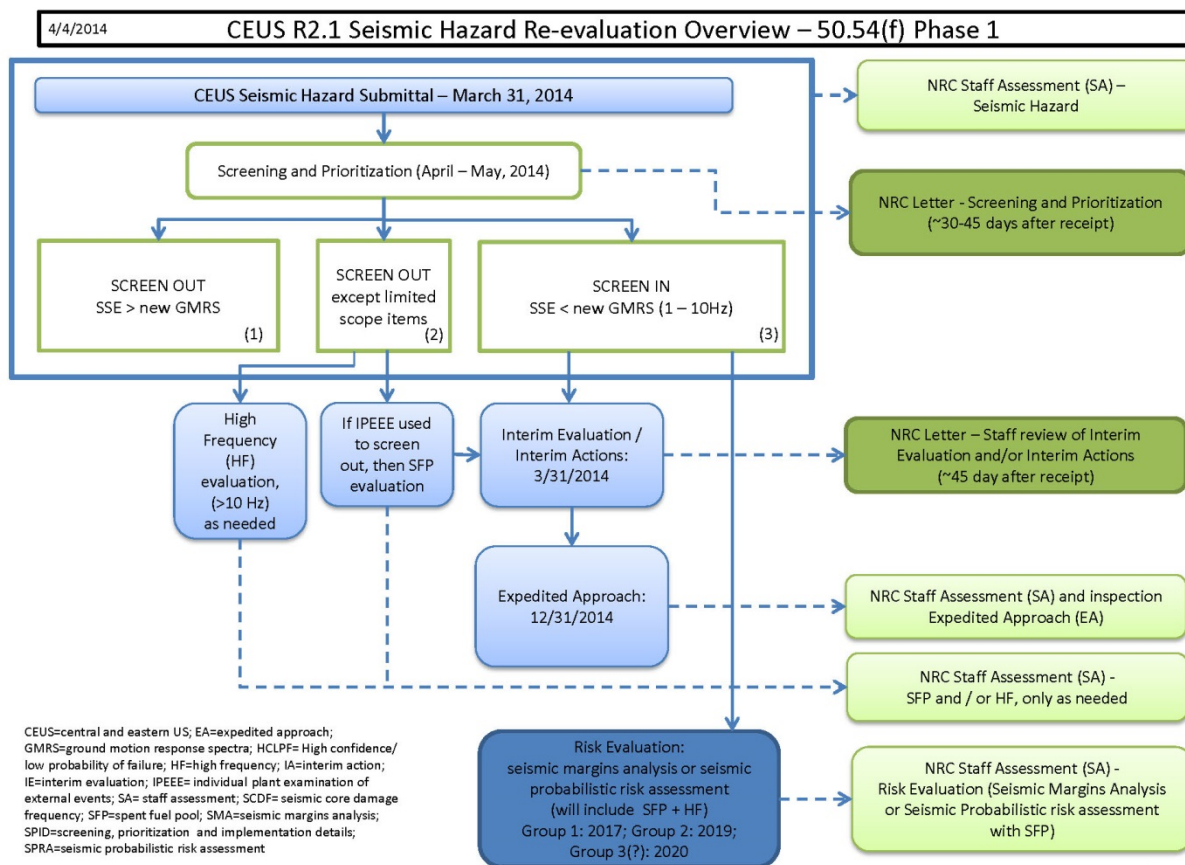 4/4/2014
CEUS R2.1 Seismic Hazard Re-evaluation Overview – 50.54(f) Phase 1
CEUS Seismic Hazard Submittal – March 31, 2014
NRC Staff Assessment (SA) –
Seismic Hazard
Screening and Prioritization (April – May, 2014)
NRC Letter - Screening and Prioritization
(~30-45 days after receipt)
SCREEN OUT
SSE > new GMRS
(1)
SCREEN OUT
except limited
scope items
(2)
SCREEN IN
SSE < new GMRS (1 – 10Hz)
(3)
High
Frequency
(HF)
evaluation,
(>10 Hz)
as needed
If IPEEE used
to screen
out, then SFP
evaluation
Interim Evaluation /
Interim Actions:
3/31/2014
NRC Letter – Staff review of Interim
Evaluation and/or Interim Actions
(~45 day after receipt)
Expedited Approach:
12/31/2014
NRC Staff Assessment (SA) and inspection
Expedited Approach (EA)
NRC Staff Assessment (SA) -
SFP and / or HF, only as needed
CEUS=central and eastern US; EA=expedited approach;
GMRS=ground motion response spectra; HCLPF= High confidence/
low probability of failure; HF=high frequency; IA=interim action;
IE=interim evaluation; IPEEE= individual plant examination of
external events; SA= staff assessment; SCDF= seismic core damage
frequency; SFP=spent fuel pool; SMA=seismic margins analysis;
SPID=screening, prioritization and implementation details;
SPRA=seismic probabilistic risk assessment
Risk Evaluation:
seismic margins analysis or seismic
probabilistic risk assessment
(will include SFP + HF)
Group 1: 2017; Group 2: 2019;
Group 3(?): 2020
NRC Staff Assessment (SA) -
Risk Evaluation (Seismic Margins Analysis
or Seismic Probabilistic risk assessment
with SFP)